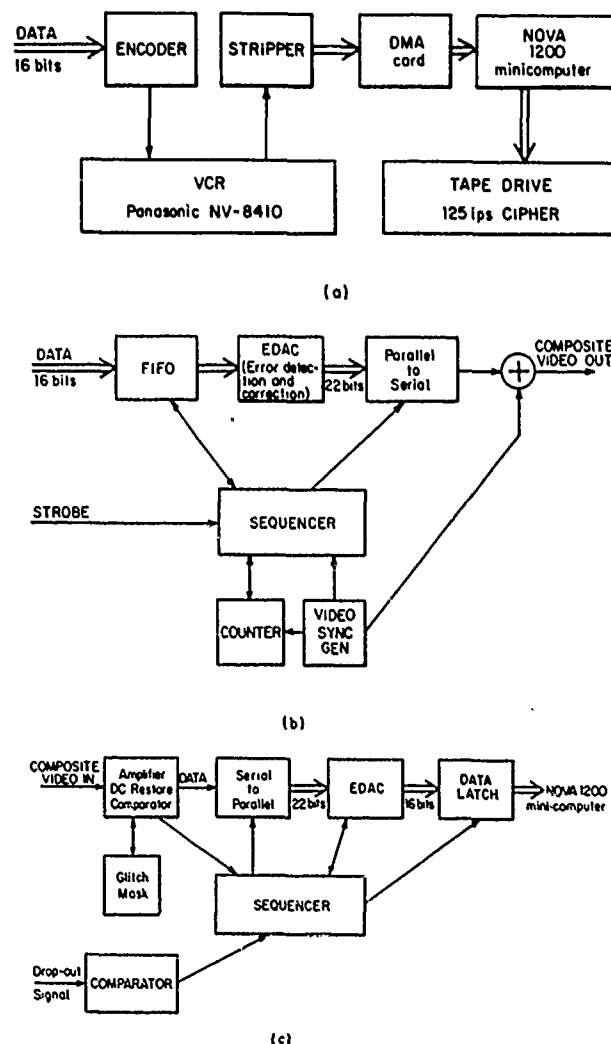 DATA
16 bits
ENCODER
STRIPPER
DMA
card
NOVA
1200
minicomputer
VCR
Panasonic NV-8410
TAPE DRIVE
125 ips CIPHER
(a)
DATA
16 bits
FIFO
EDAC
(Error detec-
tion and
correction)
22 bits
Parallel
to
Serial
COMPOSITE
VIDEO OUT
+
STROBE
SEQUENCER
COUNTER
VIDEO
SYNC
GEN
(b)
COMPOSITE
VIDEO IN
Amplifier
DC Restore
Comparator
DATA
Serial
to
Parallel
22 bits
EDAC
16 bits
DATA
LATCH
NOVA 1200
mini-computer
Glitch
Mask
SEQUENCER
Drop-out
Signal
COMPARATOR
(c)